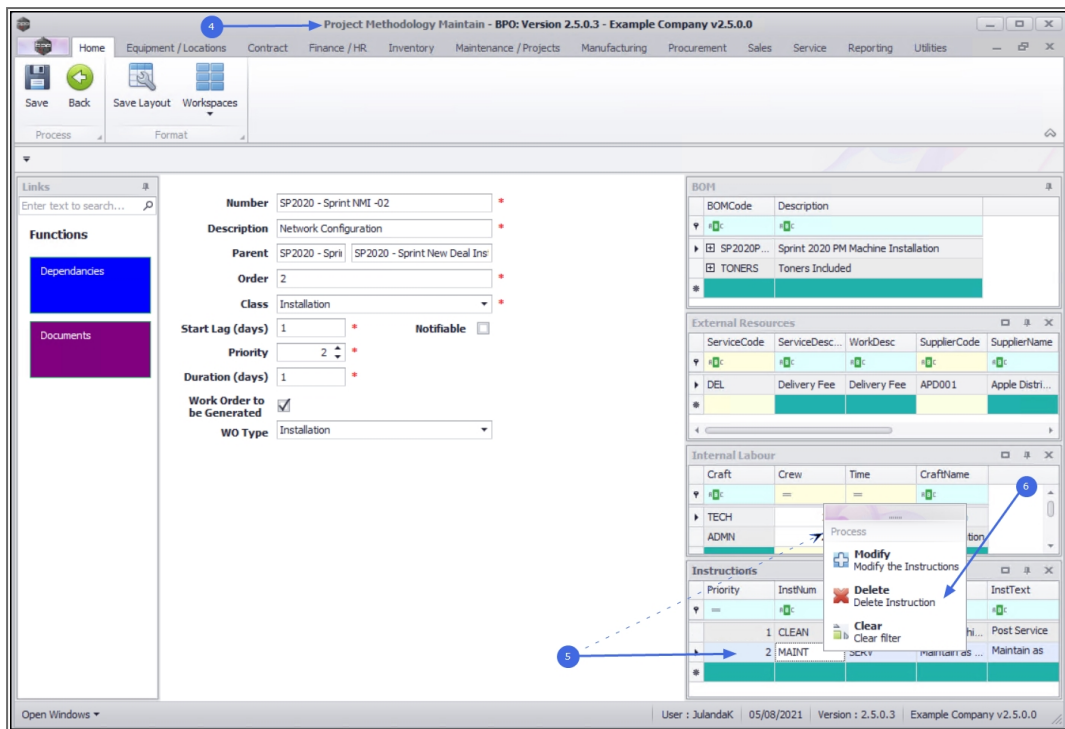 4
Project Methodology Maintain - BPO: Version 2.5.0.3 - Example Company v2.5.0.0
Home Equipment / Locations Contract Finance / HR Inventory Maintenance / Projects Manufacturing Procurement Sales Service Reporting Utilities
Save Back Save Layout Workspaces
Process Format
Links
Enter text to search...
Functions
Dependancies
Documents
Number SP2020 - Sprint NMI -02 *
Description Network Configuration *
Parent SP2020 - Sprin SP2020 - Sprint New Deal Ins
Order 2 *
Class Installation *
Start Lag (days) 1 * Notifiable
Priority 2 *
Duration (days) 1 *
Work Order to
be Generated
WO Type Installation
BOM
BOMCode Description
SP2020P... Sprint 2020 PM Machine Installation
TONERS Toners Included
External Resources
ServiceCode ServiceDesc... WorkDesc SupplierCode SupplierName
DEL Delivery Fee Delivery Fee APD001 Apple Distri...
Internal Labour
Craft Crew Time CraftName
= =
TECH
ADMN tion
6
Process
Modify
Modify the Instructions
Delete
Delete Instruction
Clear
Clear filter
Instructions
Priority InstNum InstText
=
1 CLEAN hi... Post Service
5
2 MAINT SERV Maintain as ... Maintain as
Open Windows User : JulandaK 05/08/2021 Version : 2.5.0.3 Example Company v2.5.0.0